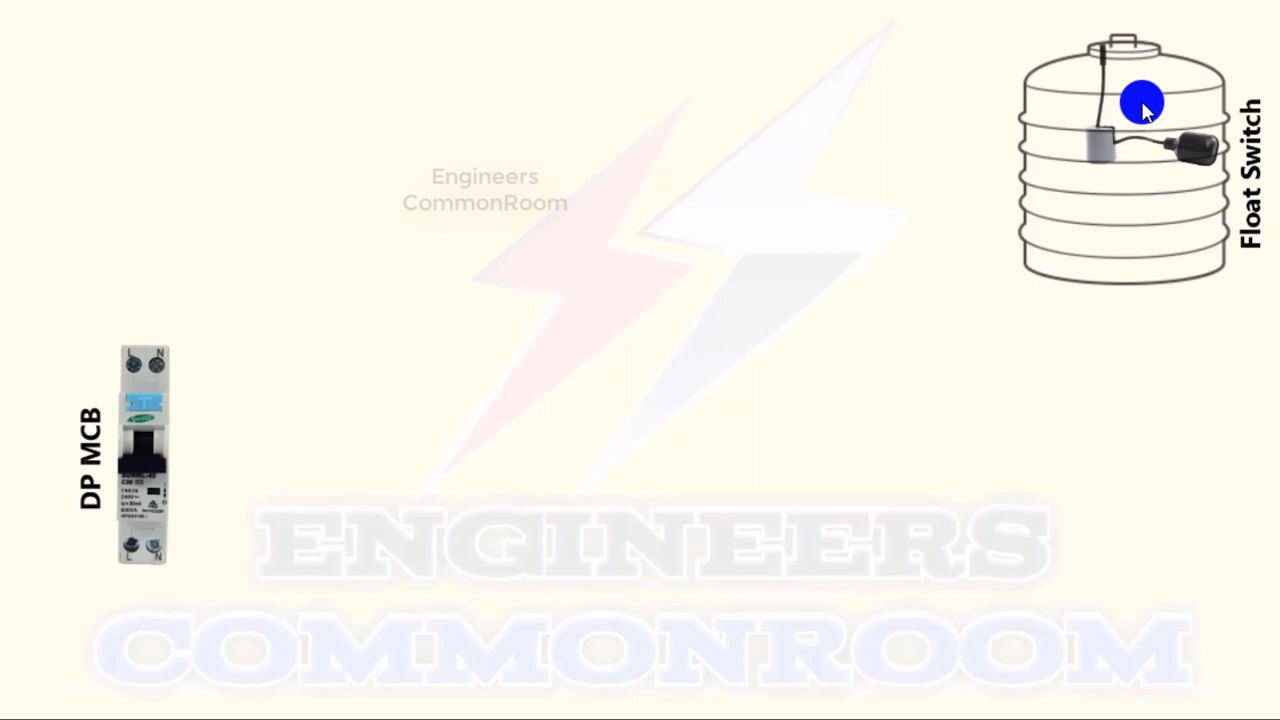 Engineers
CommonRoom
Float Switch
L N
DP MCB
L N
ENGINEERS
COMMONROOM